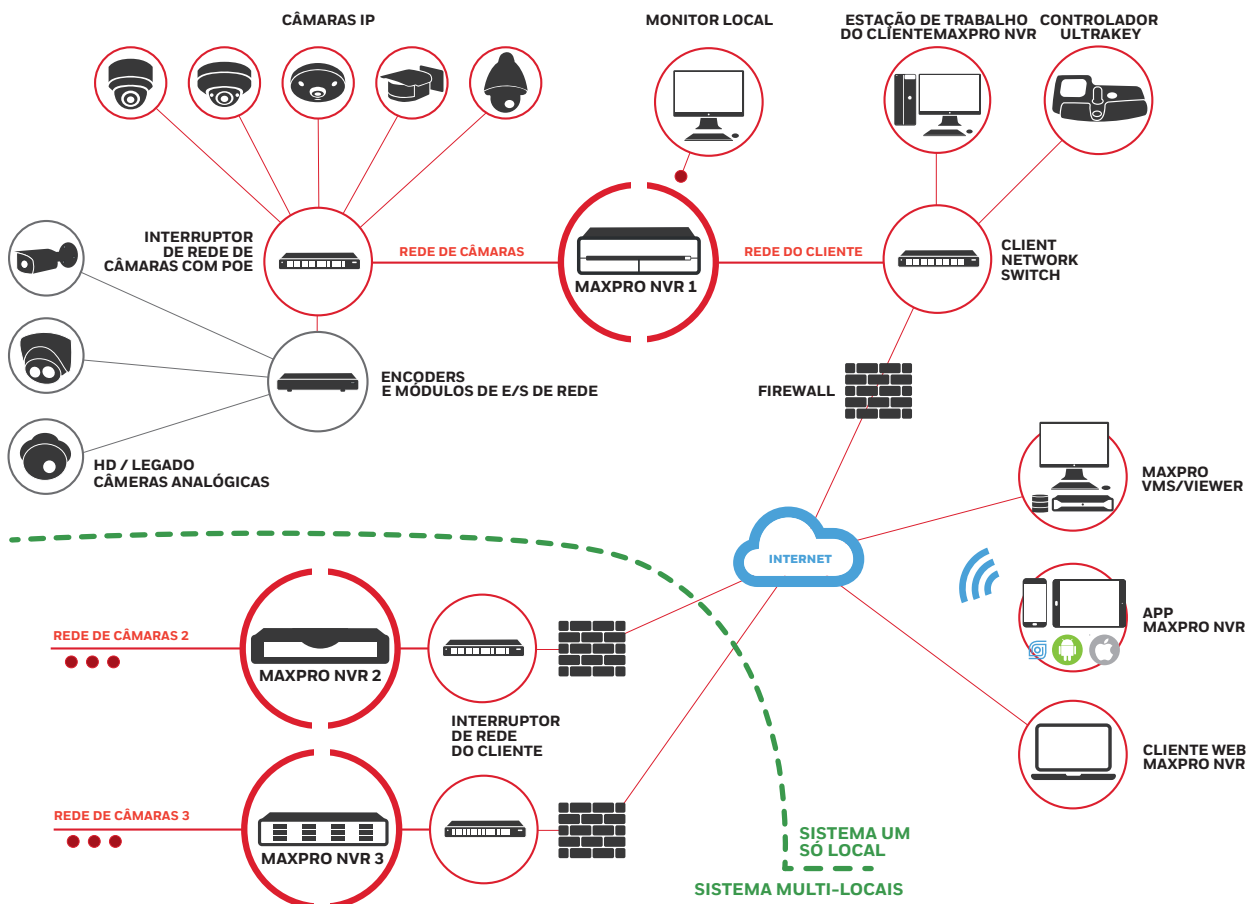 CÂMARAS IP
MONITOR LOCAL
ESTAÇÃO DE TRABALHO
DO CLIENTEMAXPRO NVR
CONTROLADOR
ULTRAKEY
INTERRUPTOR
DE REDE DE
CÂMARAS COM POE
REDE DE CÂMARAS
MAXPRO NVR 1
REDE DO CLIENTE
CLIENT
NETWORK
SWITCH
ENCODERS
E MÓDULOS DE E/S DE REDE
FIREWALL
HD / LEGADO
CÂMERAS ANALÓGICAS
MAXPRO
VMS/VIEWER
INTERNET
APP
MAXPRO NVR
REDE DE CÂMARAS 2
MAXPRO NVR 2
INTERRUPTOR
DE REDE
DO CLIENTE
CLIENTE WEB
MAXPRO NVR
REDE DE CÂMARAS 3
MAXPRO NVR 3
SISTEMA UM
SÓ LOCAL
SISTEMA MULTI-LOCAIS